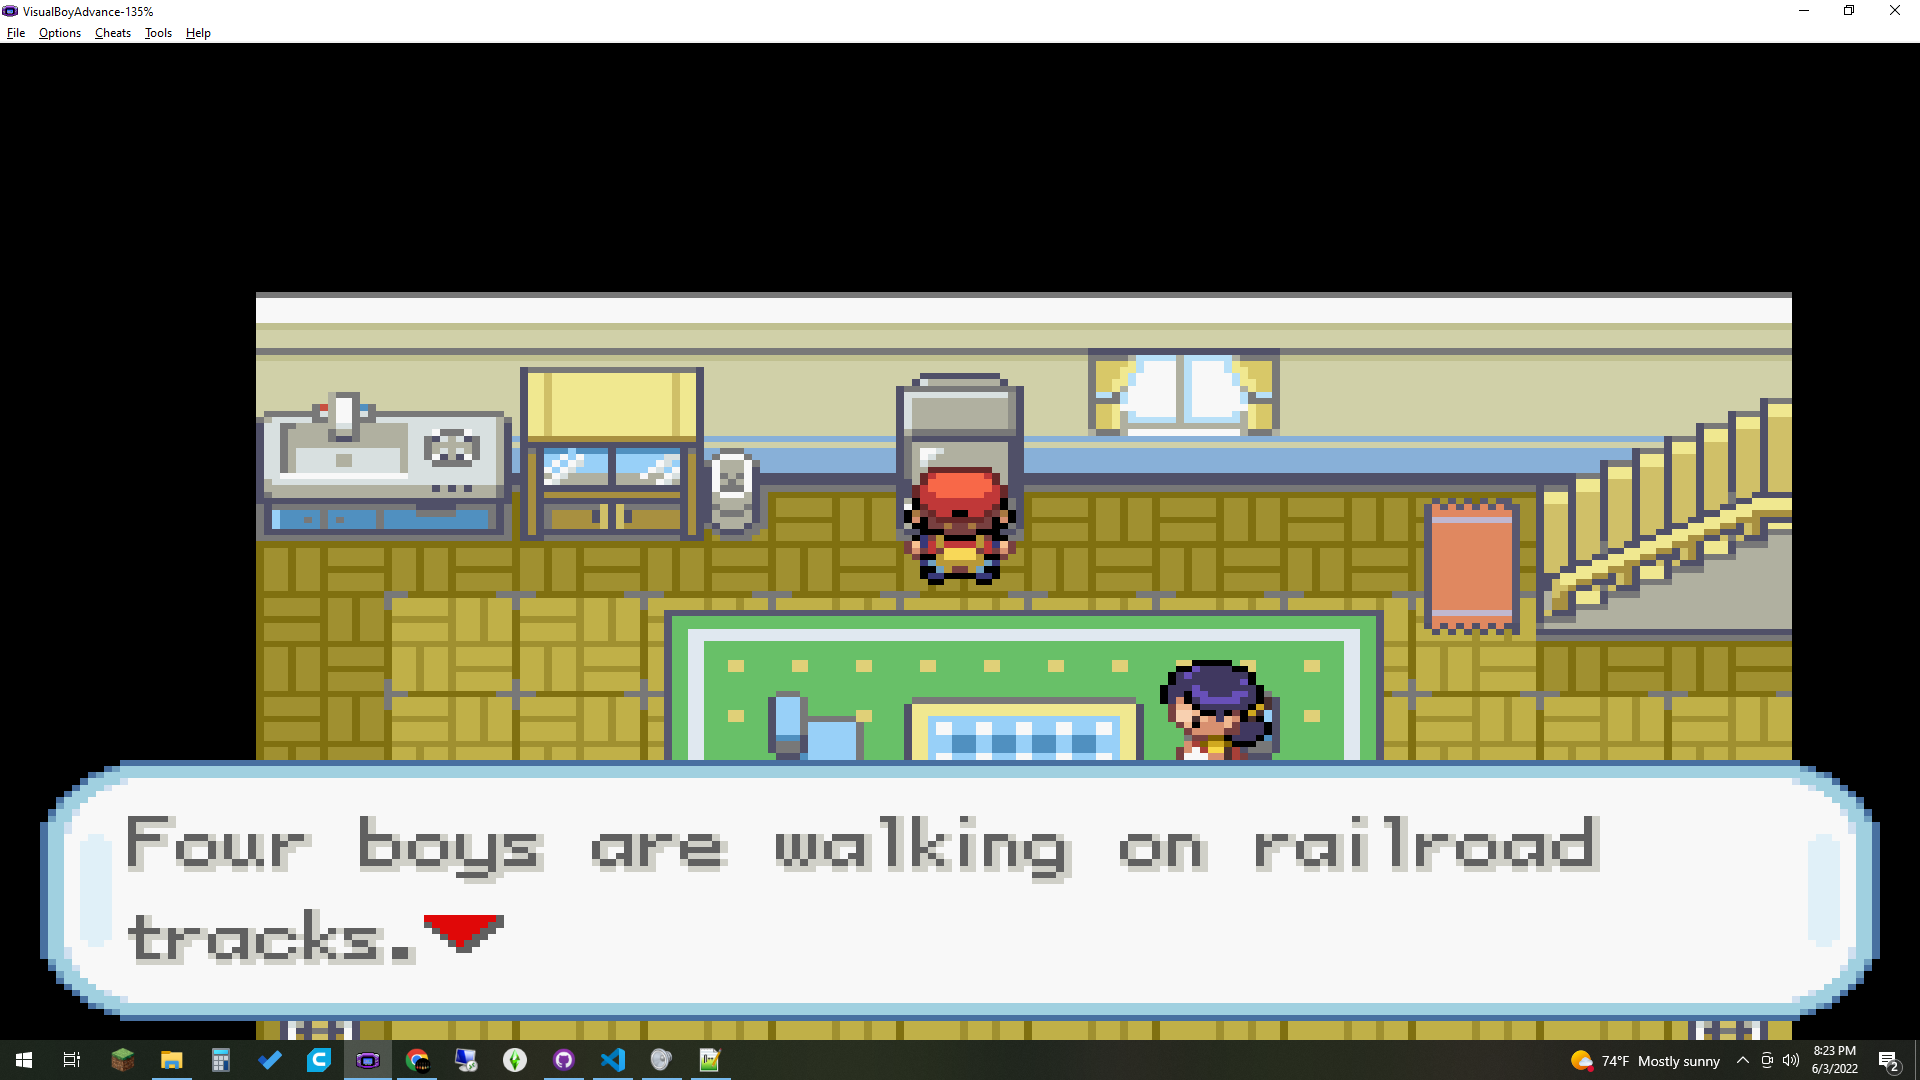 VisualBoyAdvance-135%
File Options Cheats Tools Help
Four boys are walking on railroad
tracks.
74°F Mostly sunny
8:23 PM
6/3/2022
2